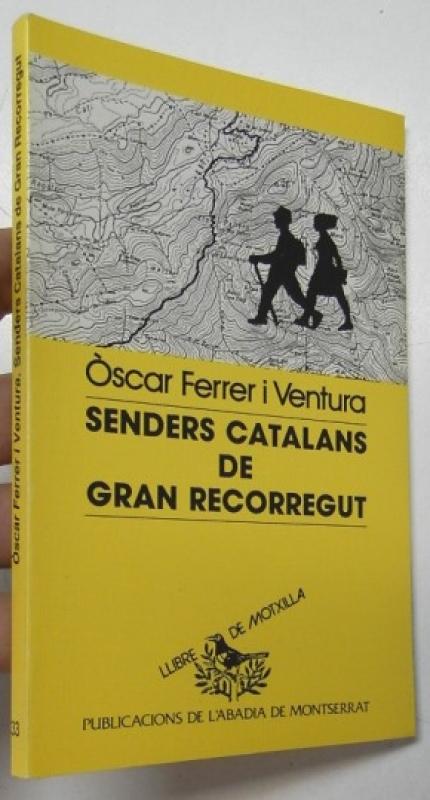 Òscar Ferrer i Ventura
SENDERS CATALANS
DE
GRAN RECORREGUT
LLIBRE DE MOTXILLA
PUBLICACIONS DE L'ABADIA DE MONTSERRAT
Òscar Ferrer i Ventura. Senders Catalans de Gran Recorregut
33